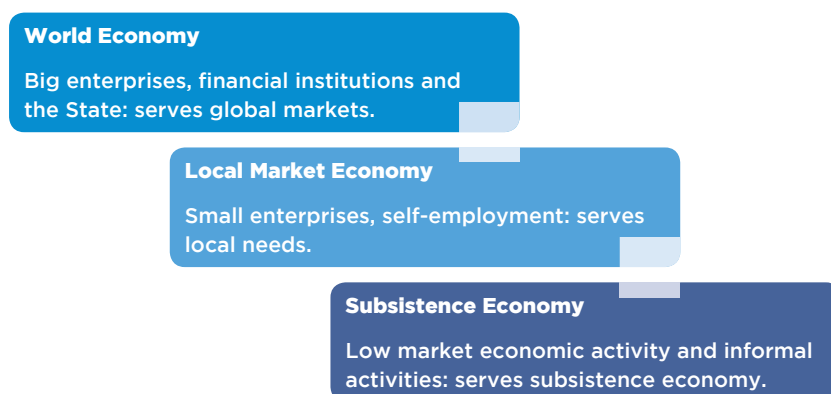 World Economy
Big enterprises, financial institutions and
the State: serves global markets.
Local Market Economy
Small enterprises, self-employment: serves
local needs.
Subsistence Economy
Low market economic activity and informal
activities: serves subsistence economy.